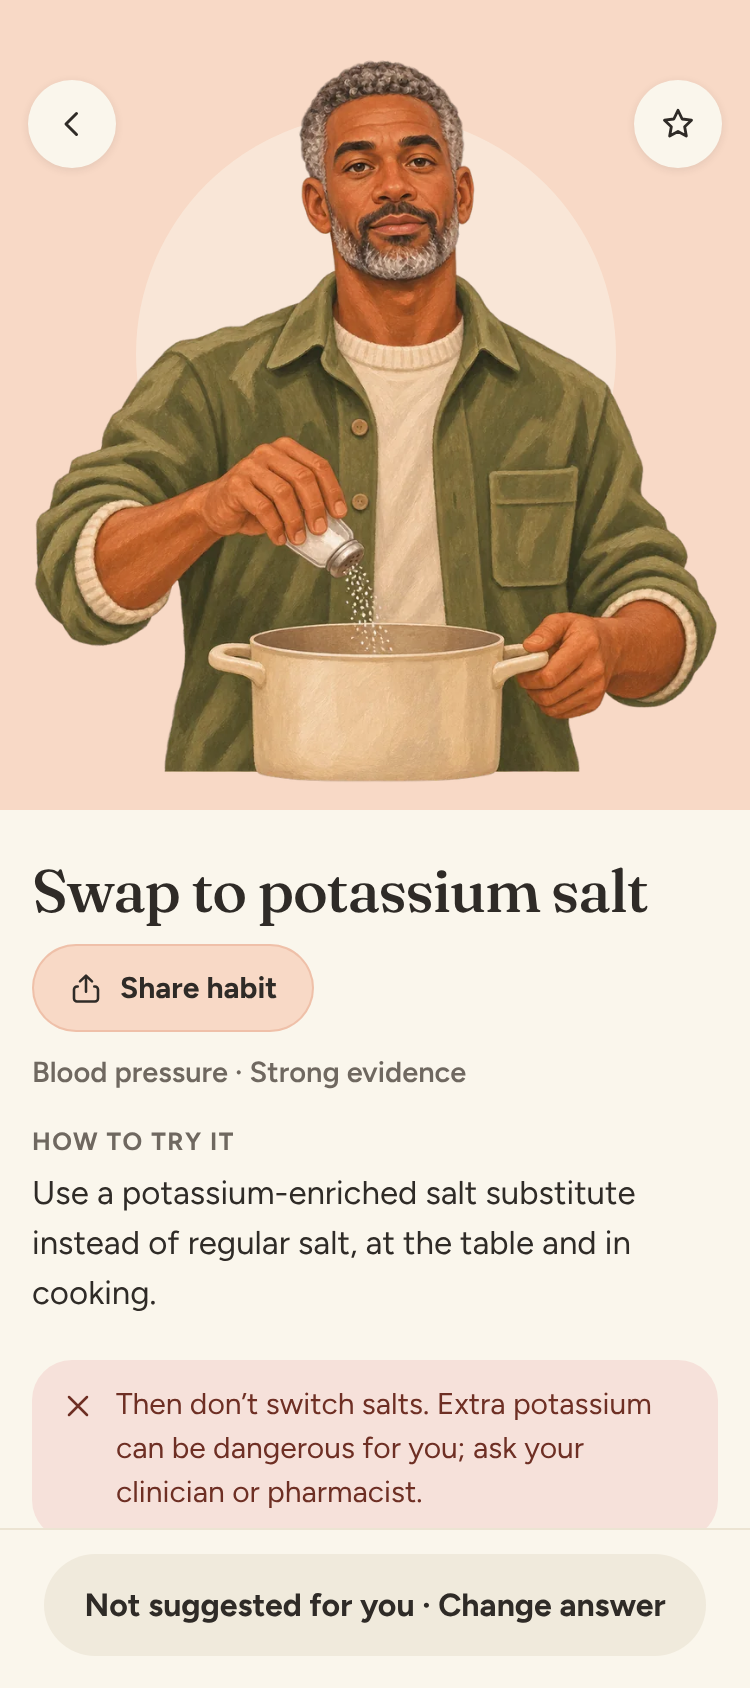 Swap to potassium salt
Share habit
Blood pressure · Strong evidence
HOW TO TRY IT
Use a potassium-enriched salt substitute
instead of regular salt, at the table and in
cooking.
Then don’t switch salts. Extra potassium
can be dangerous for you; ask your
clinician or pharmacist.
Not suggested for you · Change answer